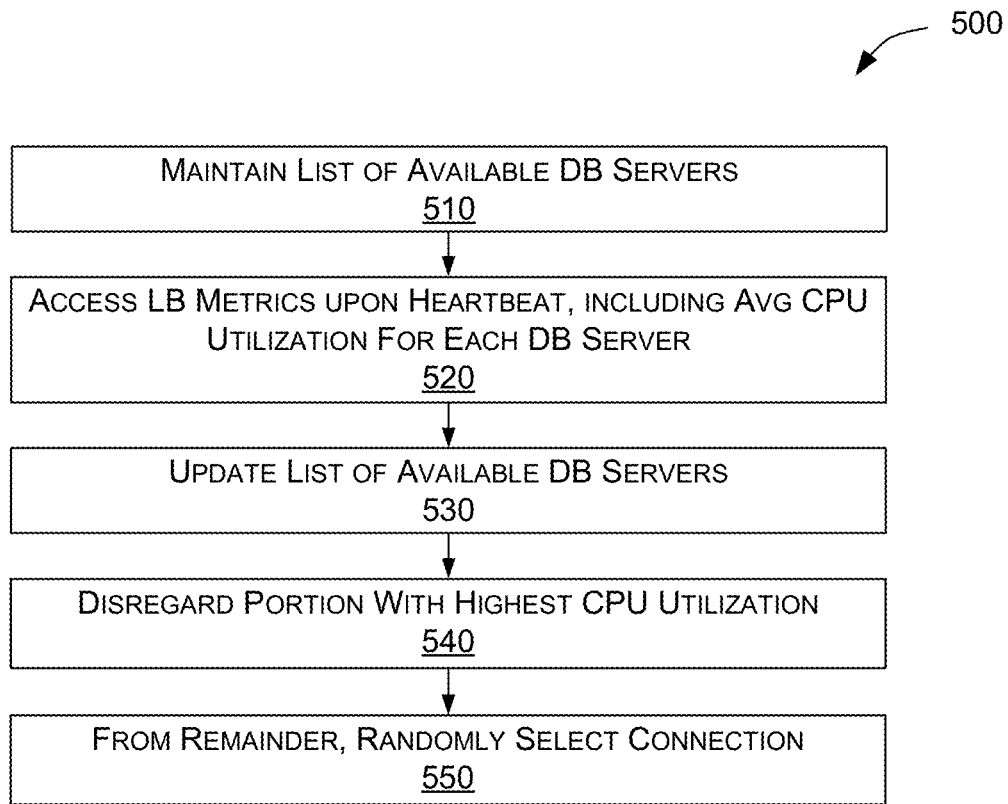 500
MAINTAIN LIST OF AVAILABLE DB SERVERS
510
ACCESS LB METRICS UPON HEARTBEAT, INCLUDING AVG CPU
UTILIZATION FOR EACH DB SERVER
520
UPDATE LIST OF AVAILABLE DB SERVERS
530
DISREGARD PORTION WITH HIGHEST CPU UTILIZATION
540
FROM REMAINDER, RANDOMLY SELECT CONNECTION
550